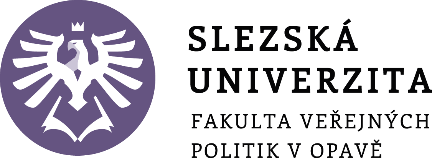 SLEZSKÁ
UNIVERZITA
FAKULTA VEŘEJNÝCH
POLITIK V OPAVĚ